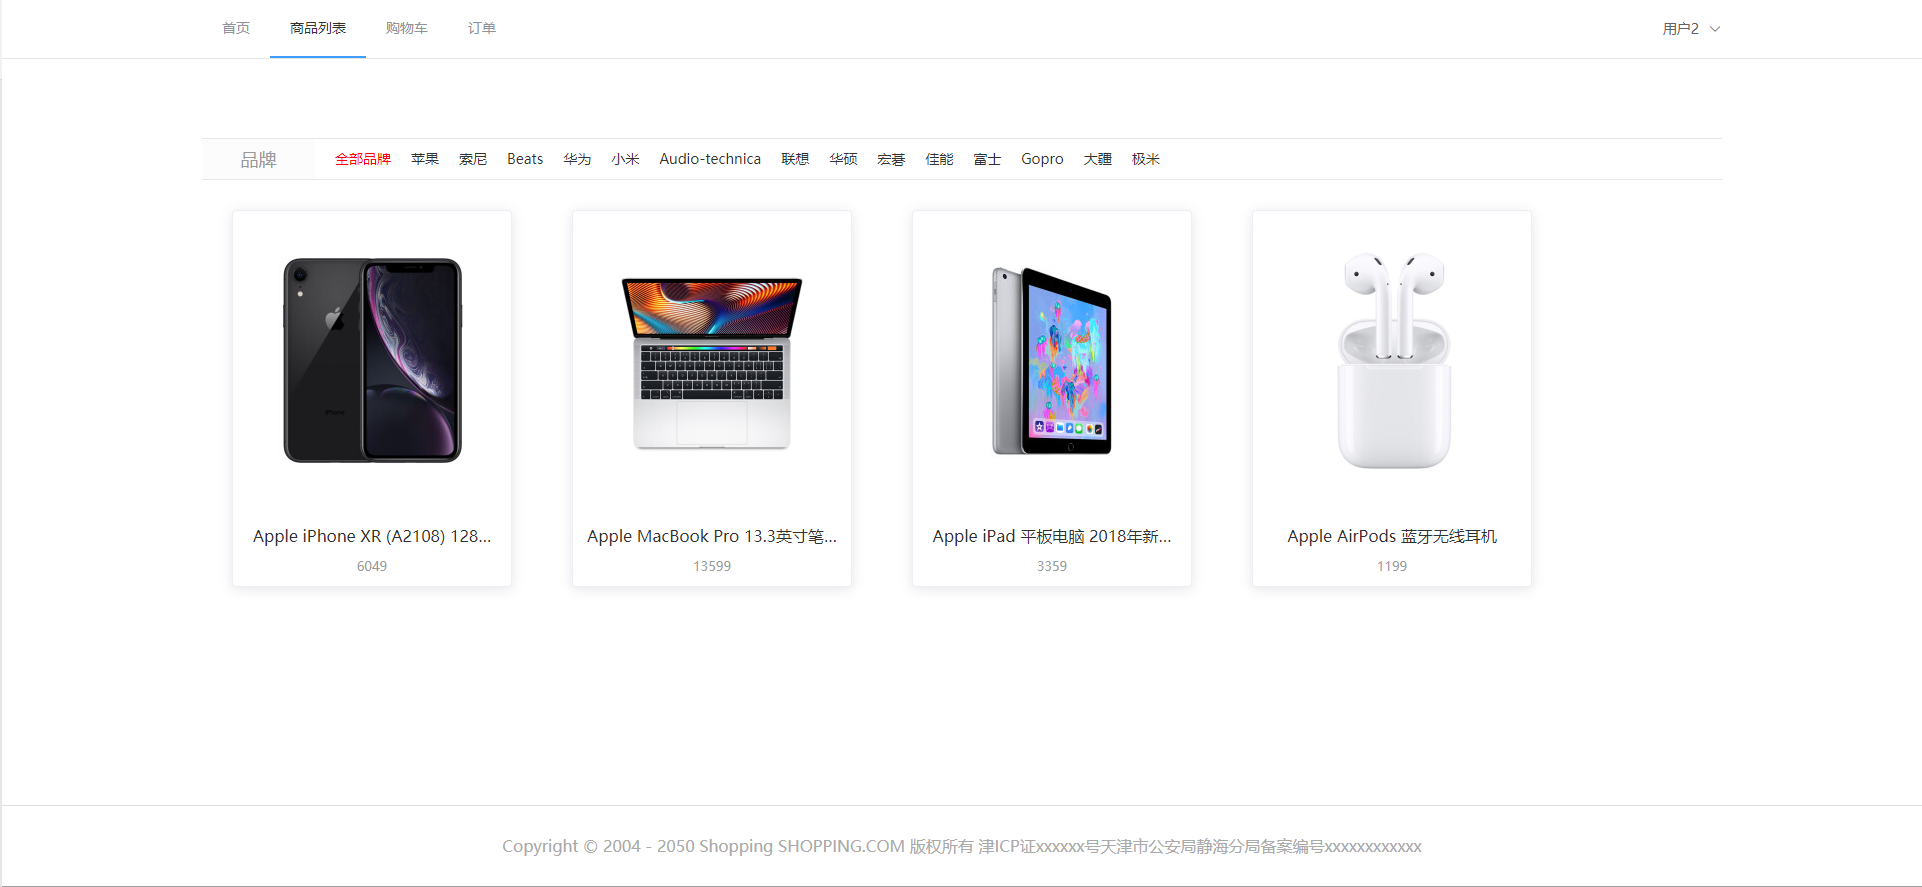 首页 商品列表 购物车 订单 用户2
品牌 全部品牌 苹果 索尼 Beats 华为 小米 Audio-technica 联想 华硕 宏碁 佳能 富士 Gopro 大疆 极米
iPhone
Apple iPhone XR (A2108) 128... Apple MacBook Pro 13.3英寸笔... Apple iPad 平板电脑 2018年新... Apple AirPods 蓝牙无线耳机
6049 13599 3359 1199
Copyright © 2004 - 2050 Shopping SHOPPING.COM 版权所有 津ICP证xxxxxx号天津市公安局静海分局备案编号xxxxxxxxxxxx